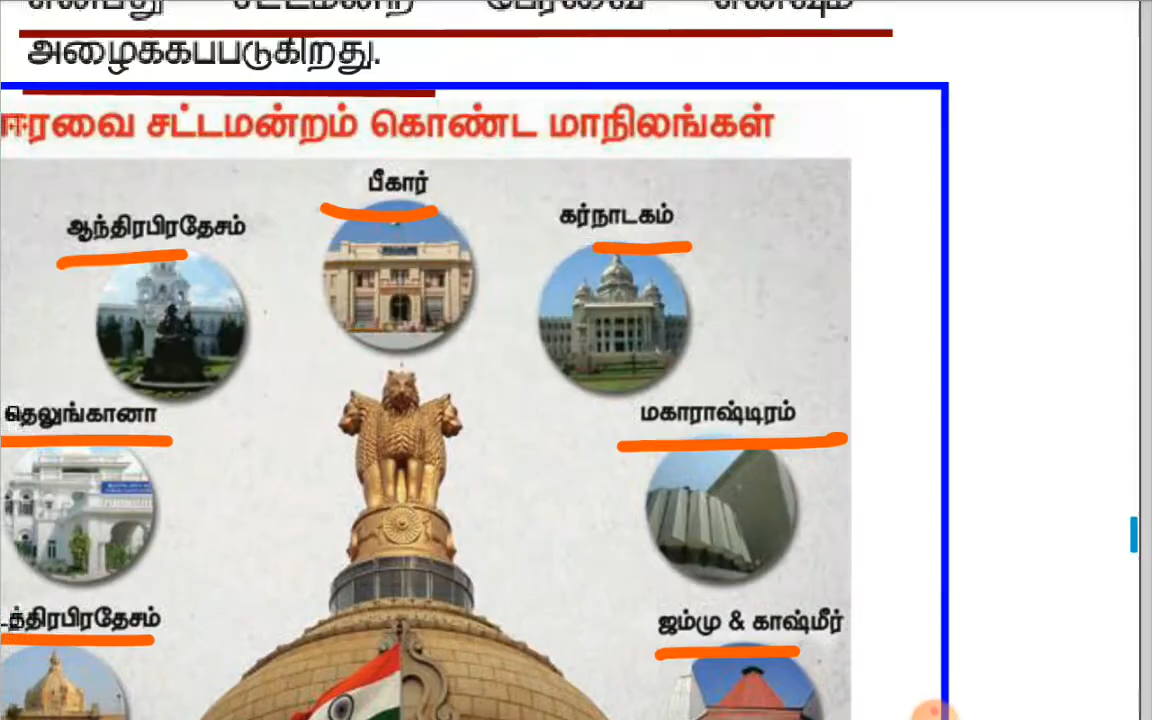 அழைக்கப்படுகிறது.
சட்டமன்றம் கொண்ட மாநிலங்கள்
பீகார்
ஆந்திரபிரதேசம்
கர்நாடகம்
தெலுங்கானா
மகாராஷ்டிரம்
ஜம்மு & காஷ்மீர்